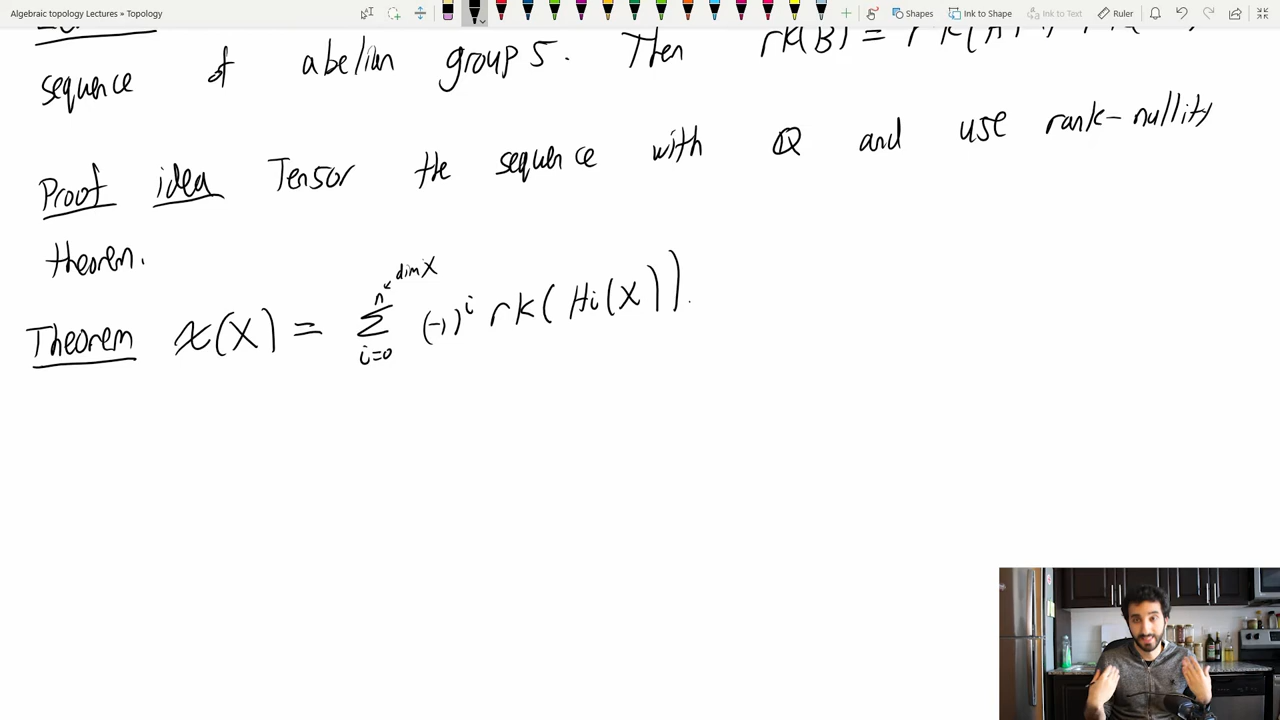 Algebraic topology Lectures » Topology
Shapes Ink to Shape Ink to Text Ruler
sequence of abelian groups. Then rk(B) =
Proof idea Tensor the sequence with Q and use rank-nullity
theorem.
Theorem χ(X) = ∑_{i=0}^{n ← dim X} (-1)^i rk(Hi(X)).